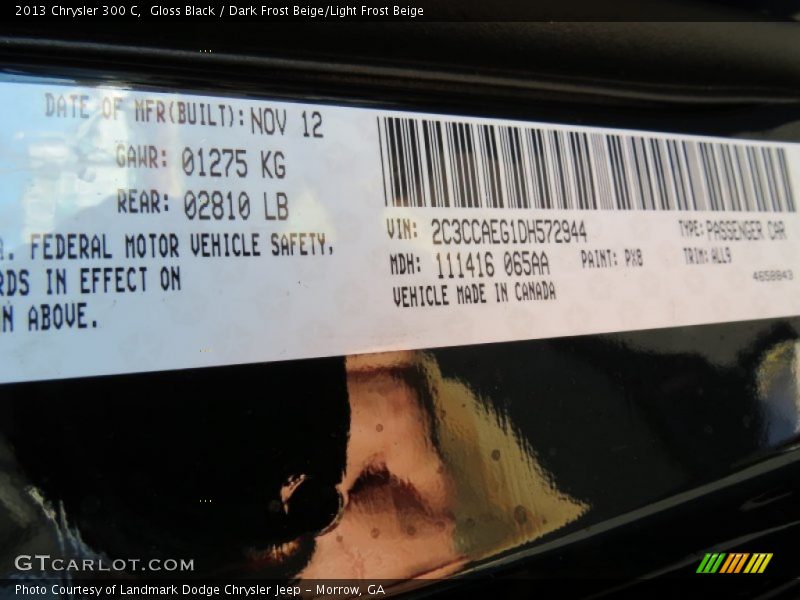 2013 Chrysler 300 C, Gloss Black / Dark Frost Beige/Light Frost Beige
DATE OF MFR(BUILT): NOV 12
GAWR: 01275 KG
REAR: 02810 LB
. FEDERAL MOTOR VEHICLE SAFETY,
RDS IN EFFECT ON
N ABOVE.
VIN: 2C3CCAEG1DH572944 TYPE: PASSENGER CAR
MDH: 111416 065AA PAINT: PX8 TRIM: ALL9
4658843
VEHICLE MADE IN CANADA
GTCARLOT.COM
Photo Courtesy of Landmark Dodge Chrysler Jeep - Morrow, GA